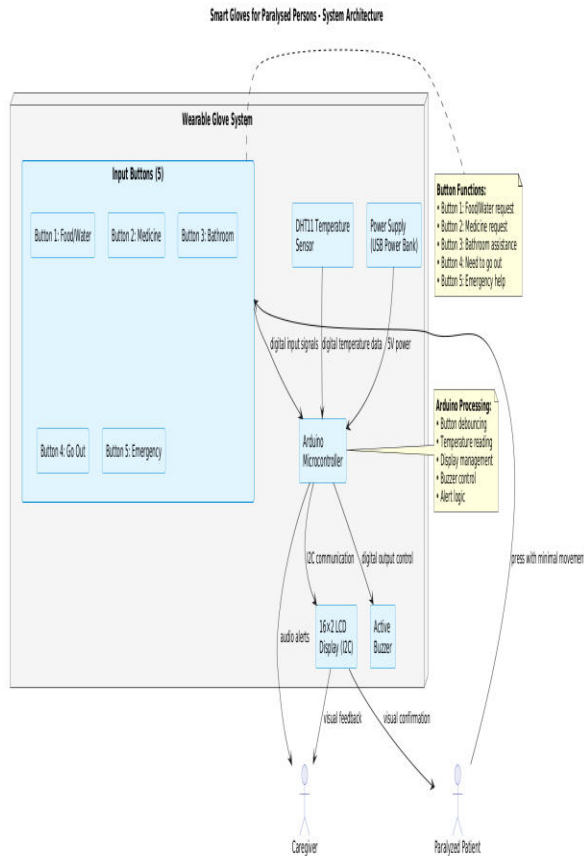 Smart Gloves for Paralysed Persons - System Architecture
Wearable Glove System
Input Buttons (5)
Button 1: Food/Water
Button 2: Medicine
Button 3: Bathroom
DHT11 Temperature
Sensor
Power Supply
(USB Power Bank)
Button Functions:
• Button 1: Food/Water request
• Button 2: Medicine request
• Button 3: Bathroom assistance
• Button 4: Need to go out
• Button 5: Emergency help
digital input signals
digital temperature data
5V power
Button 4: Go Out
Button 5: Emergency
Arduino
Microcontroller
Arduino Processing:
• Button debouncing
• Temperature reading
• Display management
• Buzzer control
• Alert logic
I2C communication
digital output control
press with minimal movemen
audio alerts
16×2 LCD
Display (I2C)
Active
Buzzer
visual feedback
visual confirmation
Caregiver
Paralyzed Patient